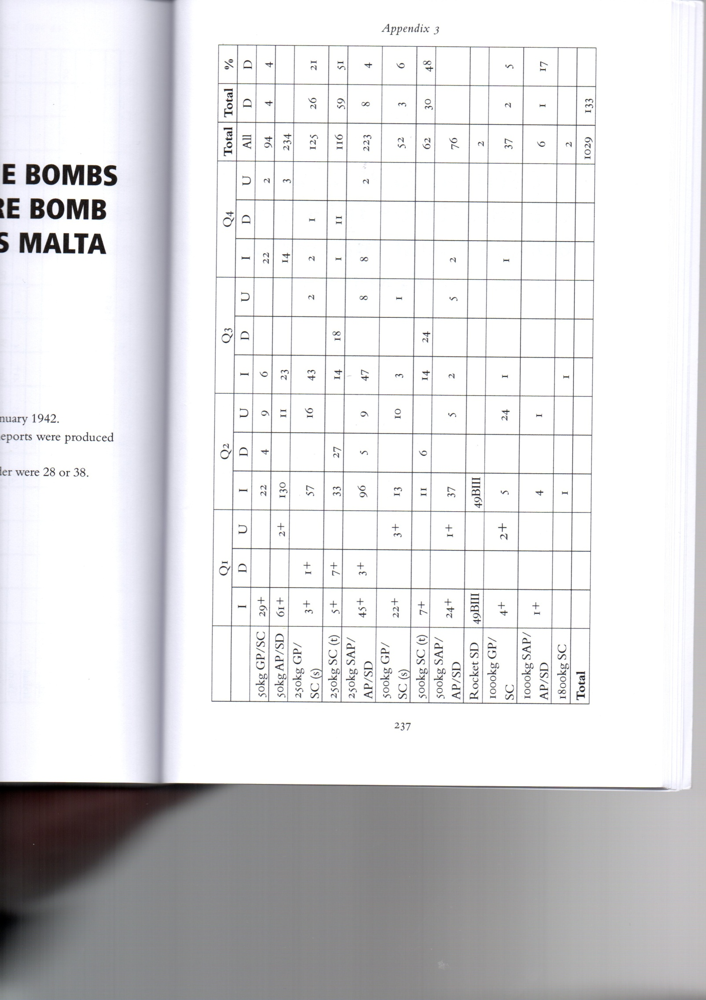 E BOMBS
RE BOMB
S MALTA
nuary 1942.
eports were produced
ler were 28 or 38.
Appendix 3
Q1 Q2 Q3 Q4 Total Total %
I D U I D U I D U I D U All D D
50kg GP/SC 29+ 22 4 9 6 22 2 94 4 4
50kg AP/SD 61+ 2+ 130 11 23 14 3 234
250kg GP/ SC (s) 3+ 1+ 57 16 43 2 2 1 125 26 21
250kg SC (t) 5+ 7+ 33 27 14 18 1 11 116 59 51
250kg SAP/ AP/SD 45+ 3+ 96 5 9 47 8 8 2 223 8 4
500kg GP/ SC (s) 22+ 3+ 13 10 3 1 52 3 6
500kg SC (t) 7+ 11 6 14 24 62 30 48
500kg SAP/ AP/SD 24+ 1+ 37 5 2 5 2 76
Rocket SD 49BIII 49BIII 2
1000kg GP/ SC 4+ 2+ 5 24 1 1 37 2 5
1000kg SAP/ AP/SD 1+ 4 1 6 1 17
1800kg SC 1 1 2
Total 1029 133
237